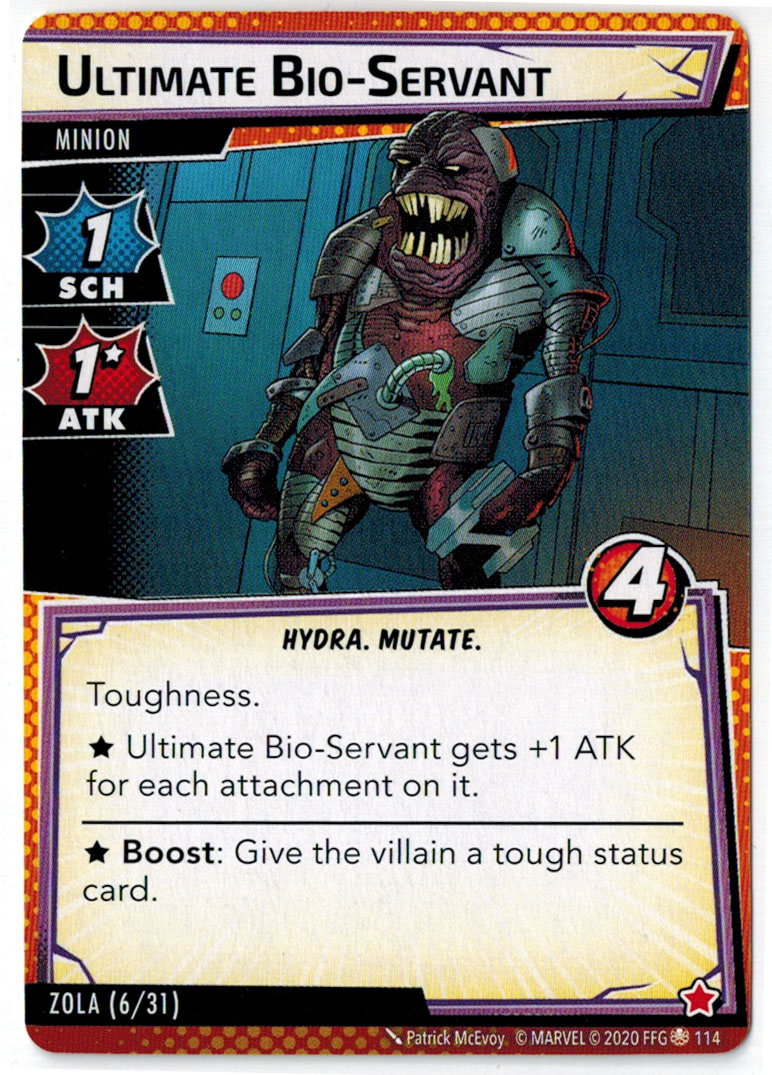 ULTIMATE BIO-SERVANT
MINION
1
SCH
1★
ATK
4
HYDRA. MUTATE.
Toughness.
★ Ultimate Bio-Servant gets +1 ATK
for each attachment on it.
★ Boost: Give the villain a tough status
card.
ZOLA (6/31)
Patrick McEvoy © MARVEL © 2020 FFG 114